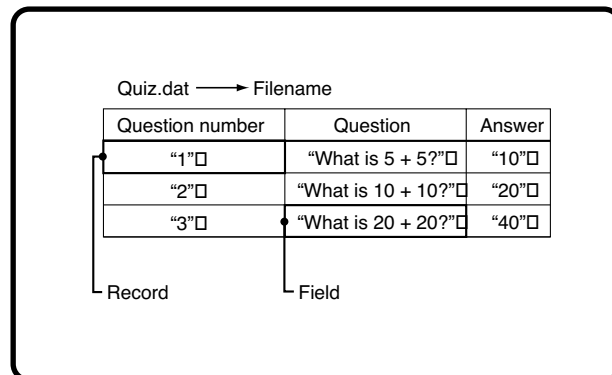 Quiz.dat → Filename
Question number Question Answer
“1”□ “What is 5 + 5?”□ “10”□
“2”□ “What is 10 + 10?”□ “20”□
“3”□ “What is 20 + 20?”□ “40”□
Record Field